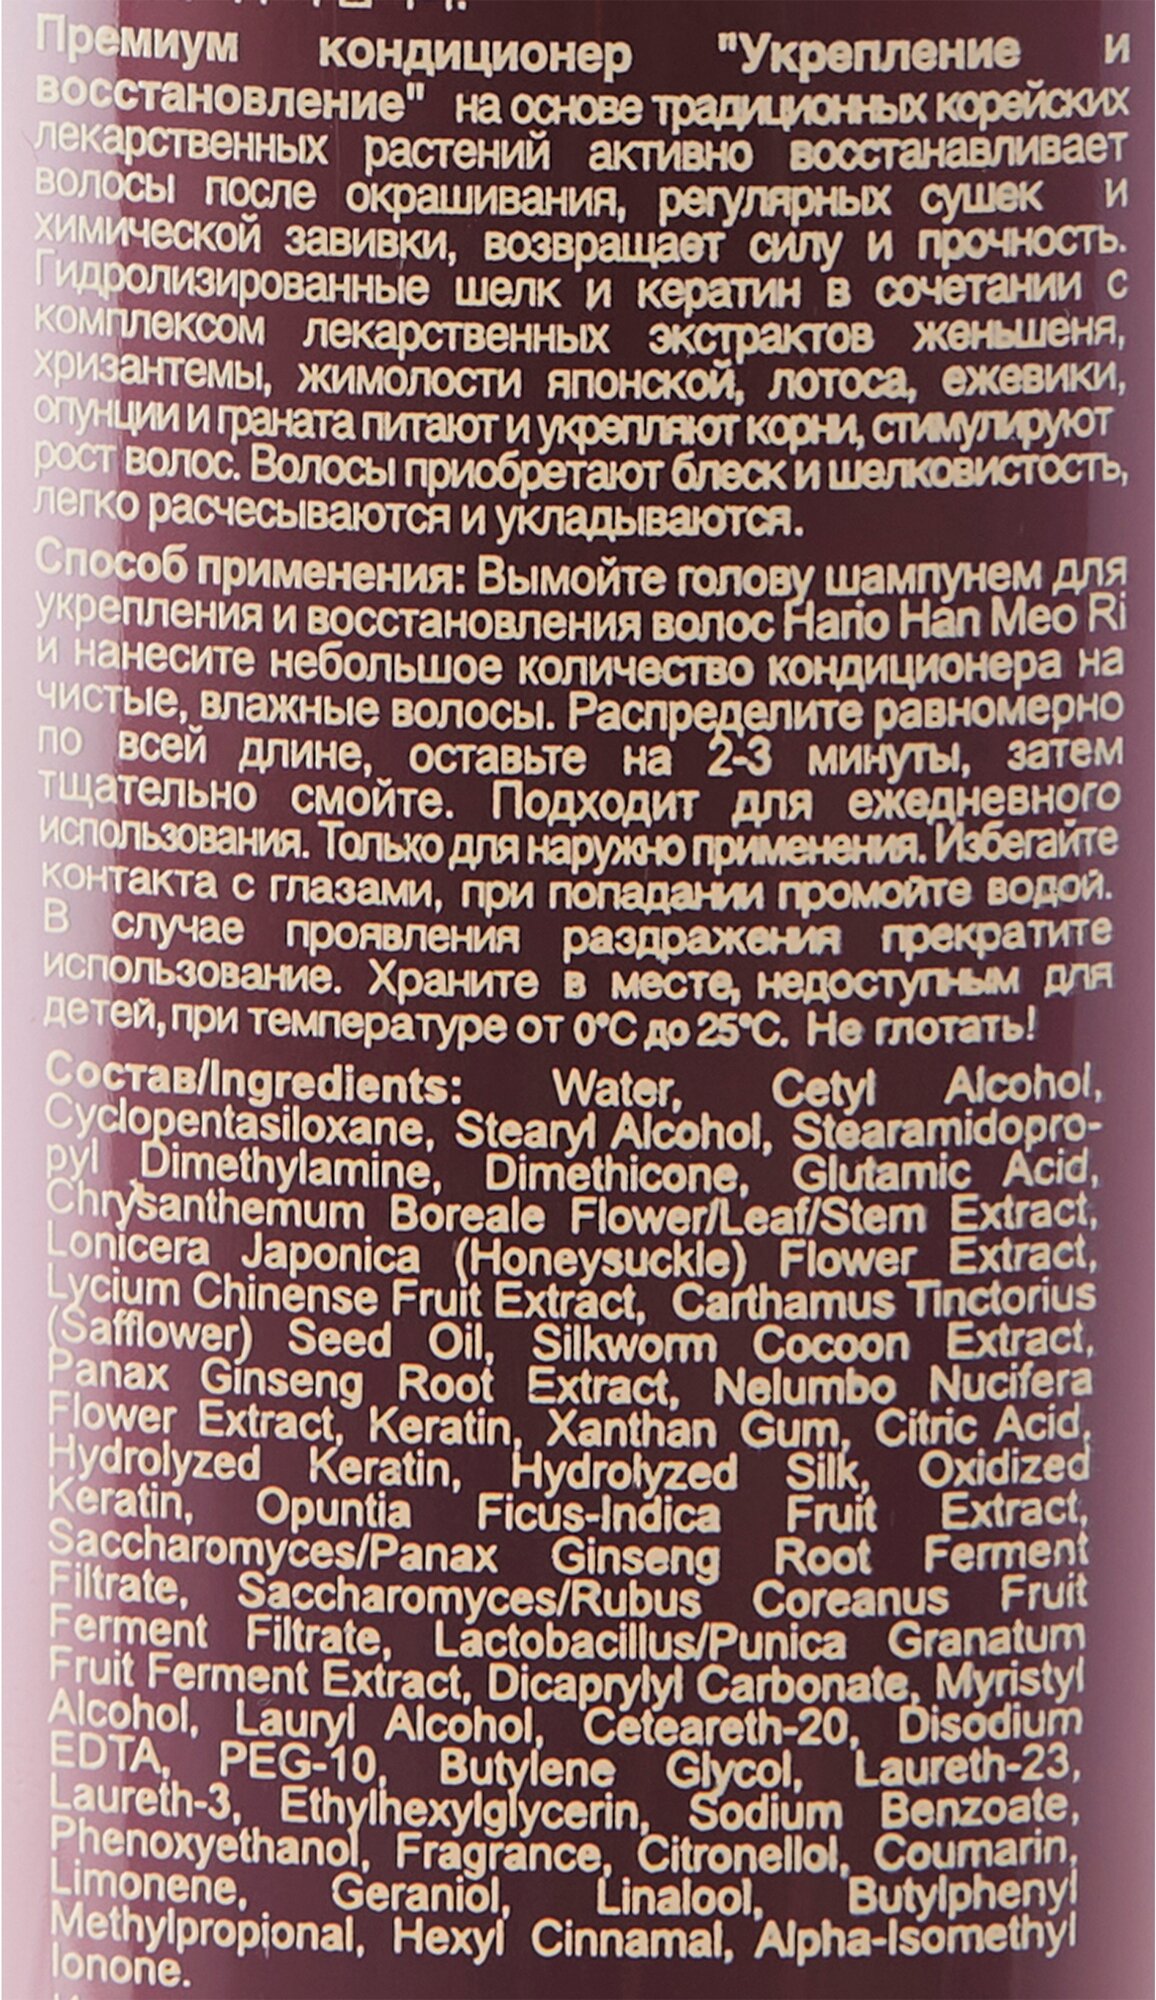 Премиум кондиционер "Укрепление и
восстановление" на основе традиционных корейских
лекарственных растений активно восстанавливает
волосы после окрашивания, регулярных сушек и
химической завивки, возвращает силу и прочность.
Гидролизированные шелк и кератин в сочетании с
комплексом лекарственных экстрактов женьшеня,
хризантемы, жимолости японской, лотоса, ежевики,
опунции и граната питают и укрепляют корни, стимулируют
рост волос. Волосы приобретают блеск и шелковистость,
легко расчесываются и укладываются.
Способ применения: Вымойте голову шампунем для
укрепления и восстановления волос Hario Han Meo Ri
и нанесите небольшое количество кондиционера на
чистые, влажные волосы. Распределите равномерно
по всей длине, оставьте на 2-3 минуты, затем
тщательно смойте. Подходит для ежедневного
использования. Только для наружно применения. Избегайте
контакта с глазами, при попадании промойте водой.
В случае проявления раздражения прекратите
использование. Храните в месте, недоступным для
детей, при температуре от 0°C до 25°C. Не глотать!
Состав/Ingredients: Water, Cetyl Alcohol,
Cyclopentasiloxane, Stearyl Alcohol, Stearamidopro-
pyl Dimethylamine, Dimethicone, Glutamic Acid,
Chrysanthemum Boreale Flower/Leaf/Stem Extract,
Lonicera Japonica (Honeysuckle) Flower Extract,
Lycium Chinense Fruit Extract, Carthamus Tinctorius
(Safflower) Seed Oil, Silkworm Cocoon Extract,
Panax Ginseng Root Extract, Nelumbo Nucifera
Flower Extract, Keratin, Xanthan Gum, Citric Acid,
Hydrolyzed Keratin, Hydrolyzed Silk, Oxidized
Keratin, Opuntia Ficus-Indica Fruit Extract,
Saccharomyces/Panax Ginseng Root Ferment
Filtrate, Saccharomyces/Rubus Coreanus Fruit
Ferment Filtrate, Lactobacillus/Punica Granatum
Fruit Ferment Extract, Dicaprylyl Carbonate, Myristyl
Alcohol, Lauryl Alcohol, Ceteareth-20, Disodium
EDTA, PEG-10, Butylene Glycol, Laureth-23,
Laureth-3, Ethylhexylglycerin, Sodium Benzoate,
Phenoxyethanol, Fragrance, Citronellol, Coumarin,
Limonene, Geraniol, Linalool, Butylphenyl
Methylpropional, Hexyl Cinnamal, Alpha-Isomethyl
Ionone.